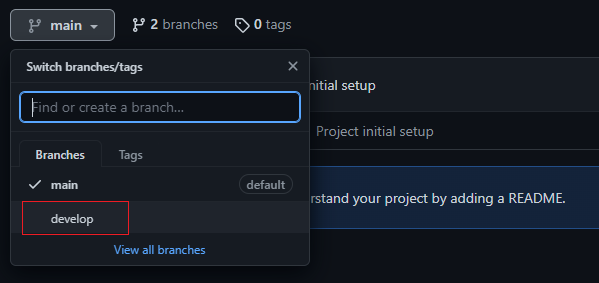 main 2 branches 0 tags
Switch branches/tags
nitial setup
Find or create a branch...
Project initial setup
Branches Tags
main default
rstand your project by adding a README.
develop
View all branches